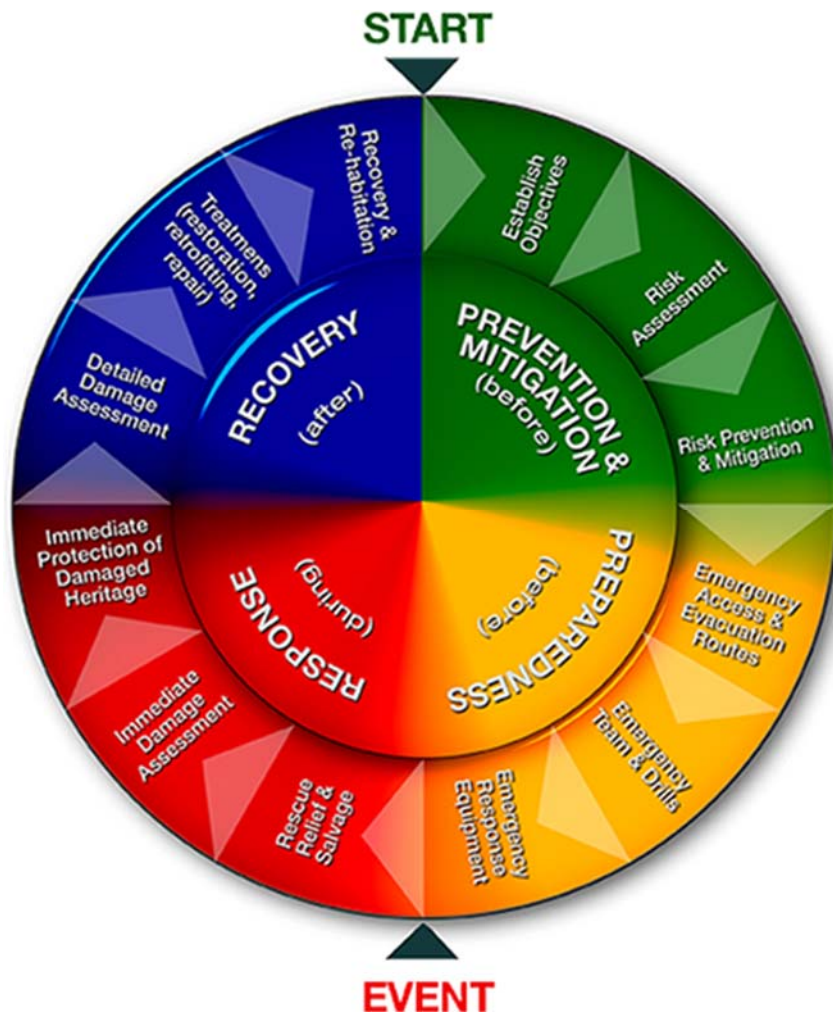 START
Establish
Objectives
Risk
Assessment
Risk Prevention
& Mitigation
Emergency
Access &
Evacuation
Routes
Emergency
Team & Drills
Emergency
Response
Equipment
Rescue
Relief &
Salvage
Immediate
Damage
Assessment
Immediate
Protection of
Damaged
Heritage
Detailed
Damage
Assessment
Treatmens
(restoration,
retrofitting,
repair)
Recovery &
Re-habitation
PREVENTION &
MITIGATION
(before)
PREPAREDNESS
(before)
RESPONSE
(during)
RECOVERY
(after)
EVENT